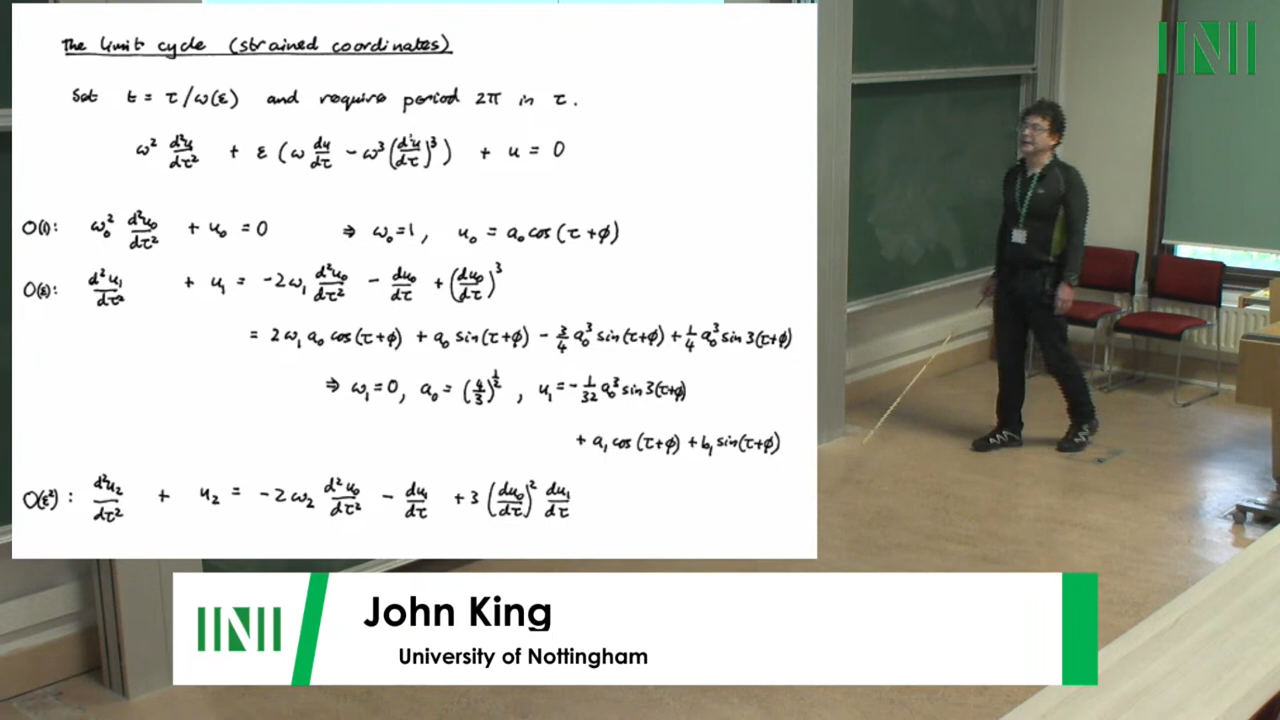 The limit cycle (strained coordinates)
Set t = τ/ω(ε) and require period 2π in τ.
ω² d²u/dτ² + ε (ω du/dτ − ω³ (du/dτ)³) + u = 0
O(1): ω₀² d²u₀/dτ² + u₀ = 0 ⇒ ω₀=1, u₀ = a₀ cos(τ+φ)
O(ε): d²u₁/dτ² + u₁ = −2ω₁ d²u₀/dτ² − du₀/dτ + (du₀/dτ)³
= 2ω₁ a₀ cos(τ+φ) + a₀ sin(τ+φ) − 3/4 a₀³ sin(τ+φ) + 1/4 a₀³ sin 3(τ+φ)
⇒ ω₁=0, a₀ = (4/3)^½, u₁ = −1/32 a₀³ sin 3(τ+φ)
+ a₁ cos(τ+φ) + b₁ sin(τ+φ)
O(ε²): d²u₂/dτ² + u₂ = −2ω₂ d²u₀/dτ² − du₁/dτ + 3 (du₀/dτ)² du₁/dτ
John King
University of Nottingham